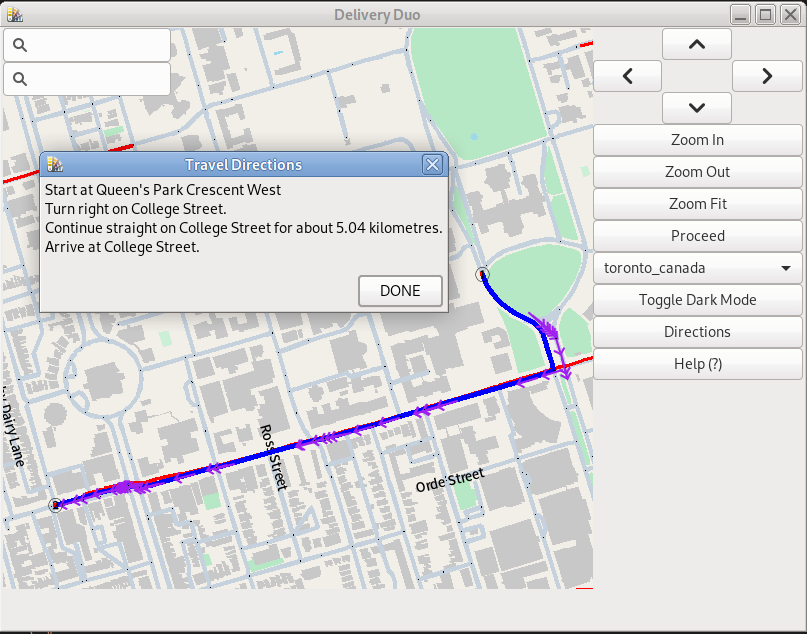 Delivery Duo
Zoom In
Zoom Out
Zoom Fit
Proceed
toronto_canada
Toggle Dark Mode
Directions
Help (?)
Travel Directions
Start at Queen's Park Crescent West
Turn right on College Street.
Continue straight on College Street for about 5.04 kilometres.
Arrive at College Street.
DONE
Dairy Lane
Ross Street
Orde Street